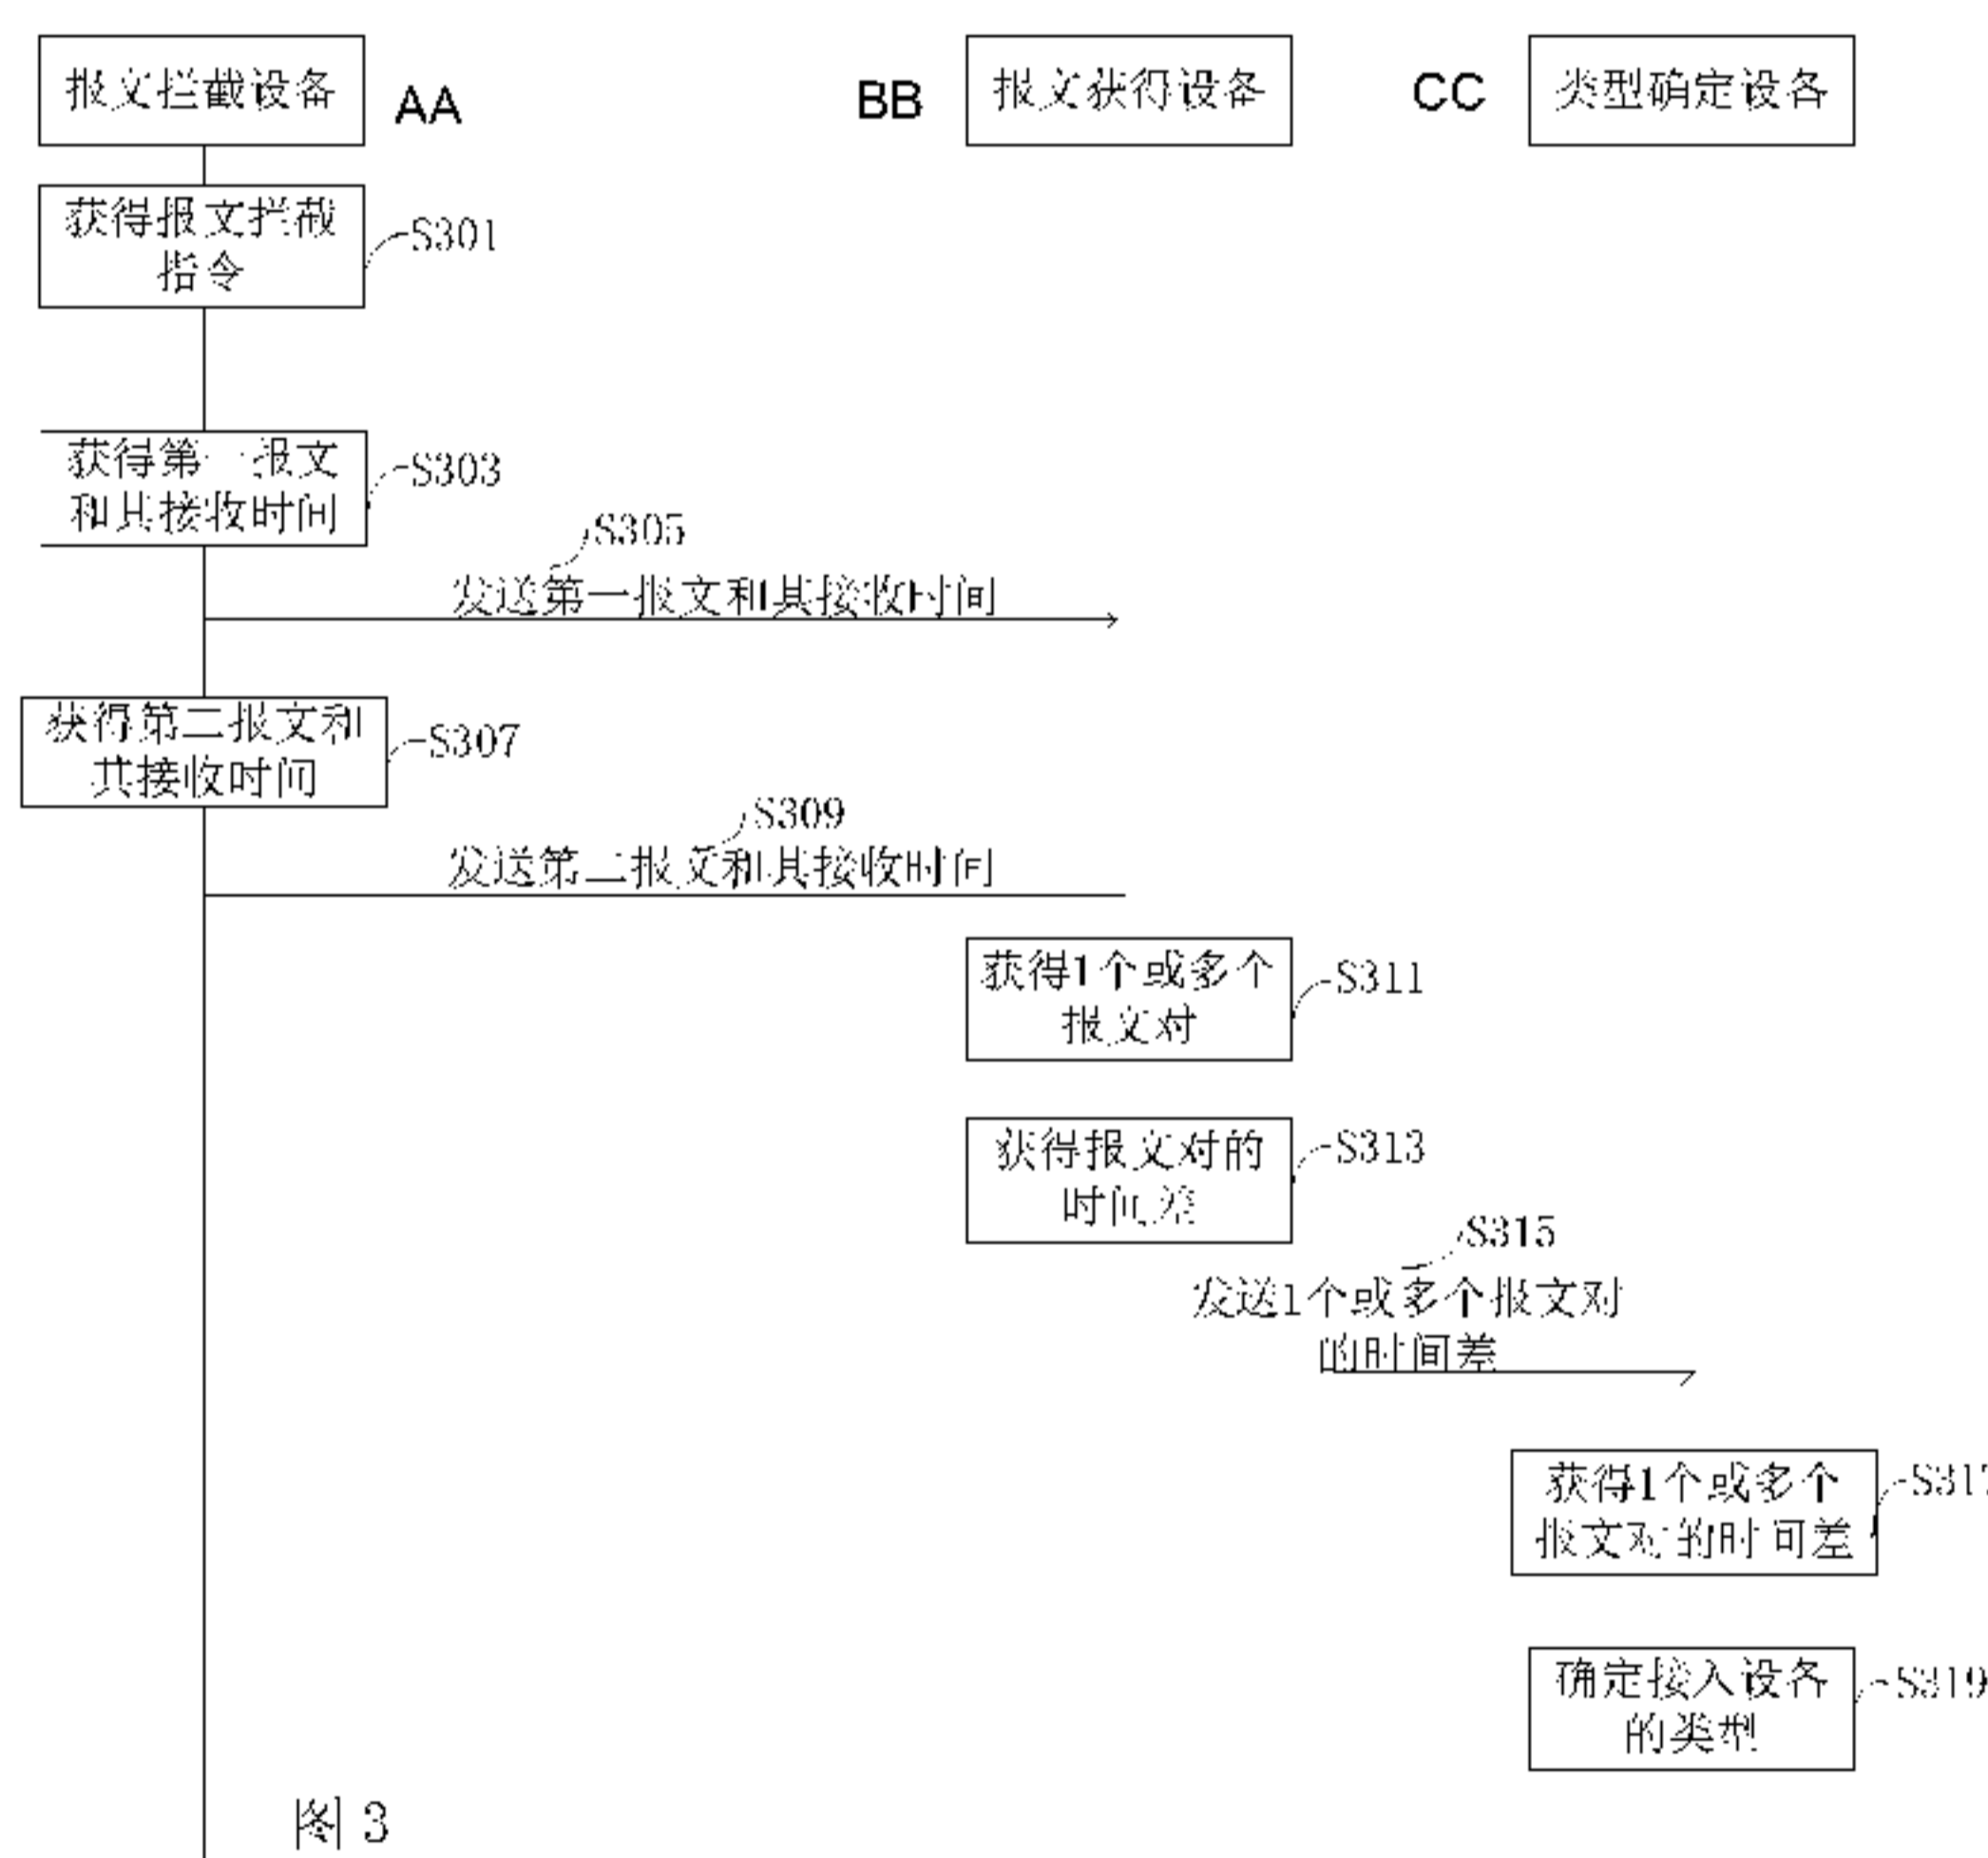 报文拦截设备
AA
BB
报文获得设备
CC
类型确定设备
获得报文拦截
指令
S301
获得第一报文
和其接收时间
S303
S305
发送第一报文和其接收时间
获得第二报文和
其接收时间
S307
S309
发送第二报文和其接收时间
获得1个或多个
报文对
S311
获得报文对的
时间差
S313
S315
发送1个或多个报文对
的时间差
获得1个或多个
报文对的时间差
S317
确定接入设备
的类型
S319
图 3